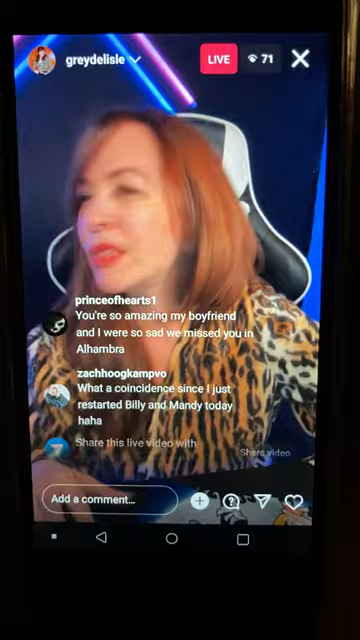 greydelisle
LIVE
71
princeofhearts1
You're so amazing my boyfriend
and I were so sad we missed you in
Alhambra
zachhoogkampvo
What a coincidence since I just
restarted Billy and Mandy today
haha
Share this live video with
Share video
Add a comment...